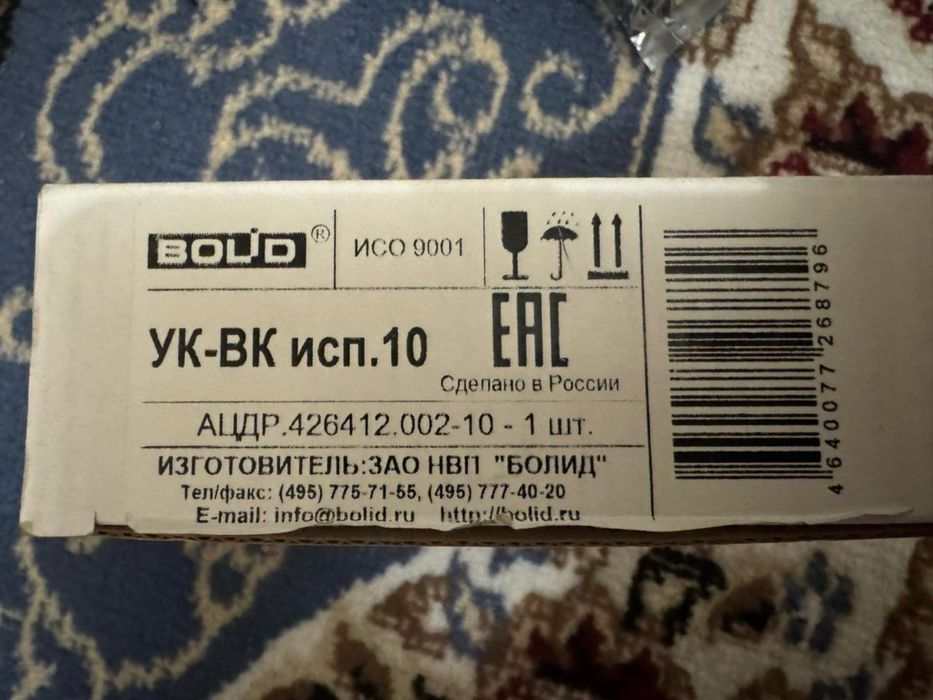 BOLID®
ИСО 9001
EAC
УК-ВК исп.10
Сделано в России
АЦДР.426412.002-10 - 1 шт.
ИЗГОТОВИТЕЛЬ:ЗАО НВП "БОЛИД"
Тел/факс: (495) 775-71-55, (495) 777-40-20
E-mail: info@bolid.ru http://bolid.ru
4640077268796